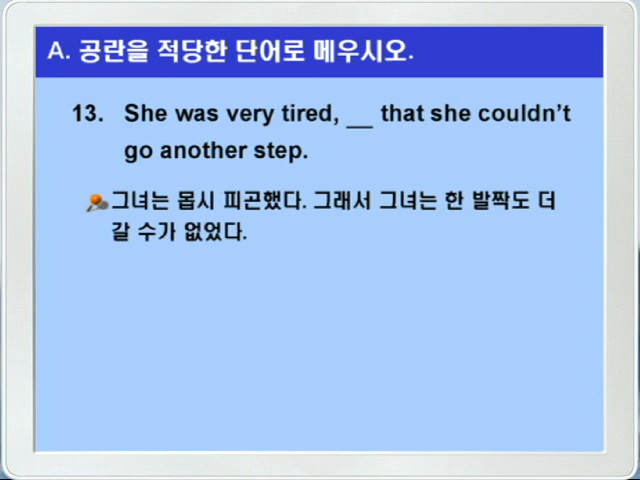 A. 공란을 적당한 단어로 메우시오.
13. She was very tired, __ that she couldn't
go another step.
그녀는 몹시 피곤했다. 그래서 그녀는 한 발짝도 더
갈 수가 없었다.